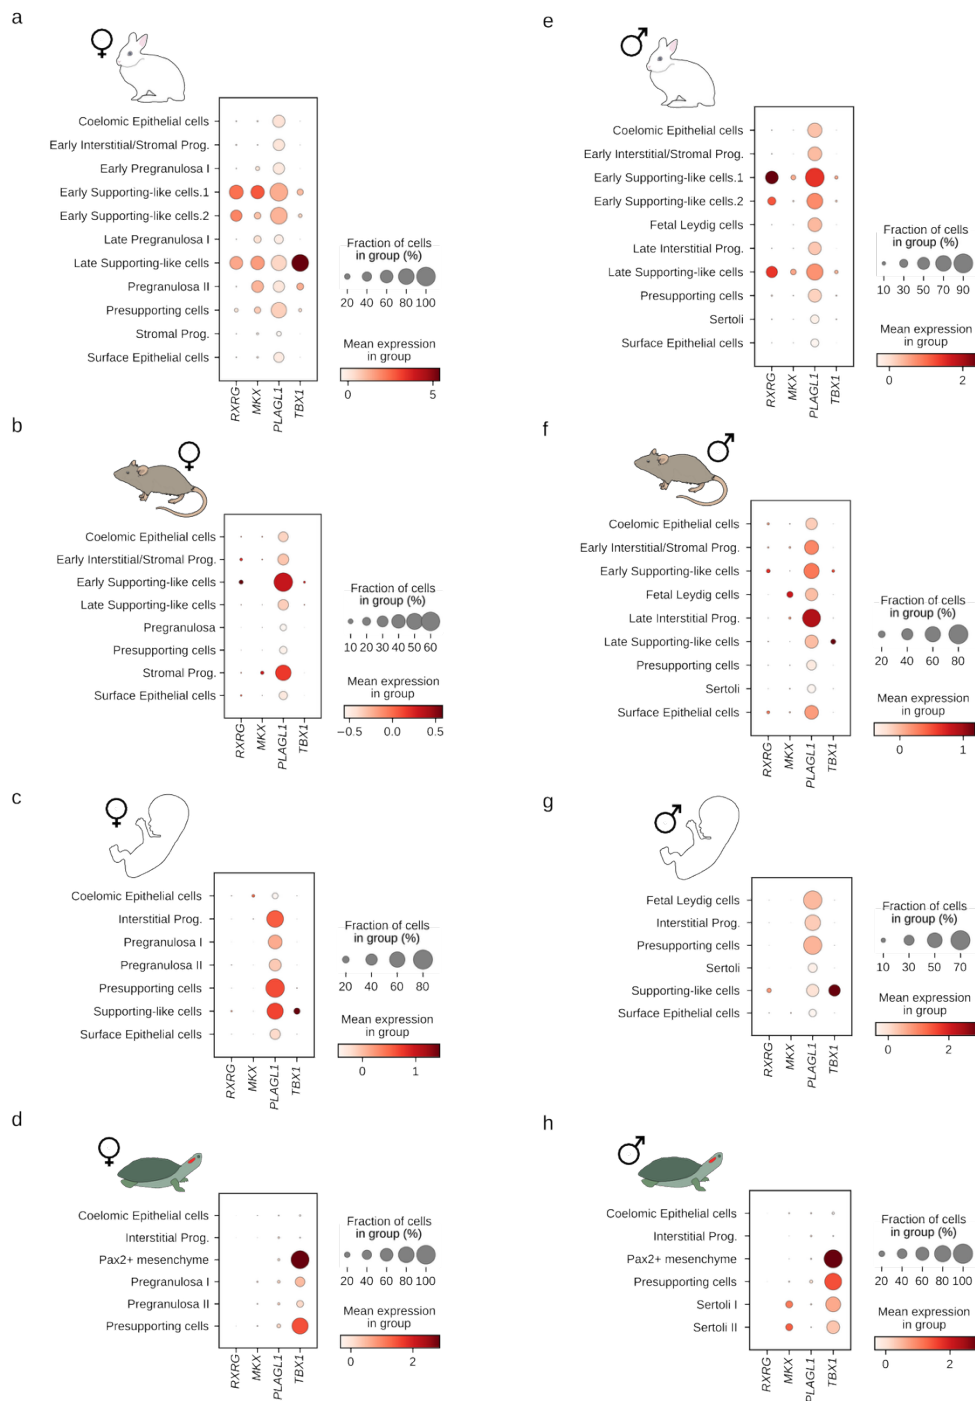 a
Coelomic Epithelial cells
Early Interstitial/Stromal Prog.
Early Pregranulosa I
Early Supporting-like cells.1
Early Supporting-like cells.2
Late Pregranulosa I
Late Supporting-like cells
Pregranulosa II
Presupporting cells
Stromal Prog.
Surface Epithelial cells
RXRG MKX PLAGL1 TBX1
Fraction of cells
in group (%)
20 40 60 80 100
Mean expression
in group
0 5
e
Coelomic Epithelial cells
Early Interstitial/Stromal Prog.
Early Supporting-like cells.1
Early Supporting-like cells.2
Fetal Leydig cells
Late Interstitial Prog.
Late Supporting-like cells
Presupporting cells
Sertoli
Surface Epithelial cells
RXRG MKX PLAGL1 TBX1
Fraction of cells
in group (%)
10 30 50 70 90
Mean expression
in group
0 2
b
Coelomic Epithelial cells
Early Interstitial/Stromal Prog.
Early Supporting-like cells
Late Supporting-like cells
Pregranulosa
Presupporting cells
Stromal Prog.
Surface Epithelial cells
RXRG MKX PLAGL1 TBX1
Fraction of cells
in group (%)
10 20 30 40 50 60
Mean expression
in group
−0.5 0.0 0.5
f
Coelomic Epithelial cells
Early Interstitial/Stromal Prog.
Early Supporting-like cells
Fetal Leydig cells
Late Interstitial Prog.
Late Supporting-like cells
Presupporting cells
Sertoli
Surface Epithelial cells
RXRG MKX PLAGL1 TBX1
Fraction of cells
in group (%)
20 40 60 80
Mean expression
in group
0 1
c
Coelomic Epithelial cells
Interstitial Prog.
Pregranulosa I
Pregranulosa II
Presupporting cells
Supporting-like cells
Surface Epithelial cells
RXRG MKX PLAGL1 TBX1
Fraction of cells
in group (%)
20 40 60 80
Mean expression
in group
0 1
g
Fetal Leydig cells
Interstitial Prog.
Presupporting cells
Sertoli
Supporting-like cells
Surface Epithelial cells
RXRG MKX PLAGL1 TBX1
Fraction of cells
in group (%)
10 30 50 70
Mean expression
in group
0 2
d
Coelomic Epithelial cells
Interstitial Prog.
Pax2+ mesenchyme
Pregranulosa I
Pregranulosa II
Presupporting cells
RXRG MKX PLAGL1 TBX1
Fraction of cells
in group (%)
20 40 60 80 100
Mean expression
in group
0 2
h
Coelomic Epithelial cells
Interstitial Prog.
Pax2+ mesenchyme
Presupporting cells
Sertoli I
Sertoli II
RXRG MKX PLAGL1 TBX1
Fraction of cells
in group (%)
20 40 60 80 100
Mean expression
in group
0 2